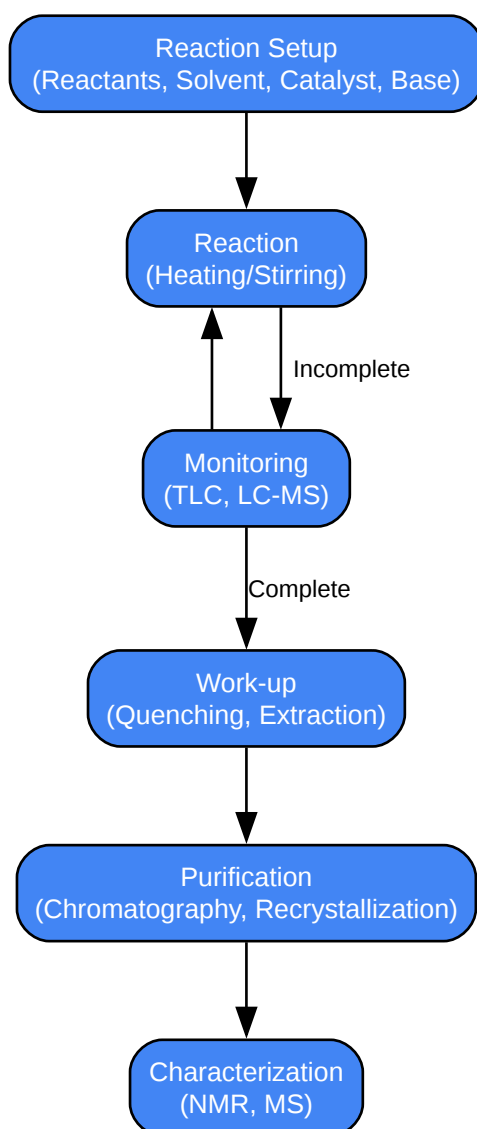 Reaction Setup
(Reactants, Solvent, Catalyst, Base)
Reaction
(Heating/Stirring)
Incomplete
Monitoring
(TLC, LC-MS)
Complete
Work-up
(Quenching, Extraction)
Purification
(Chromatography, Recrystallization)
Characterization
(NMR, MS)